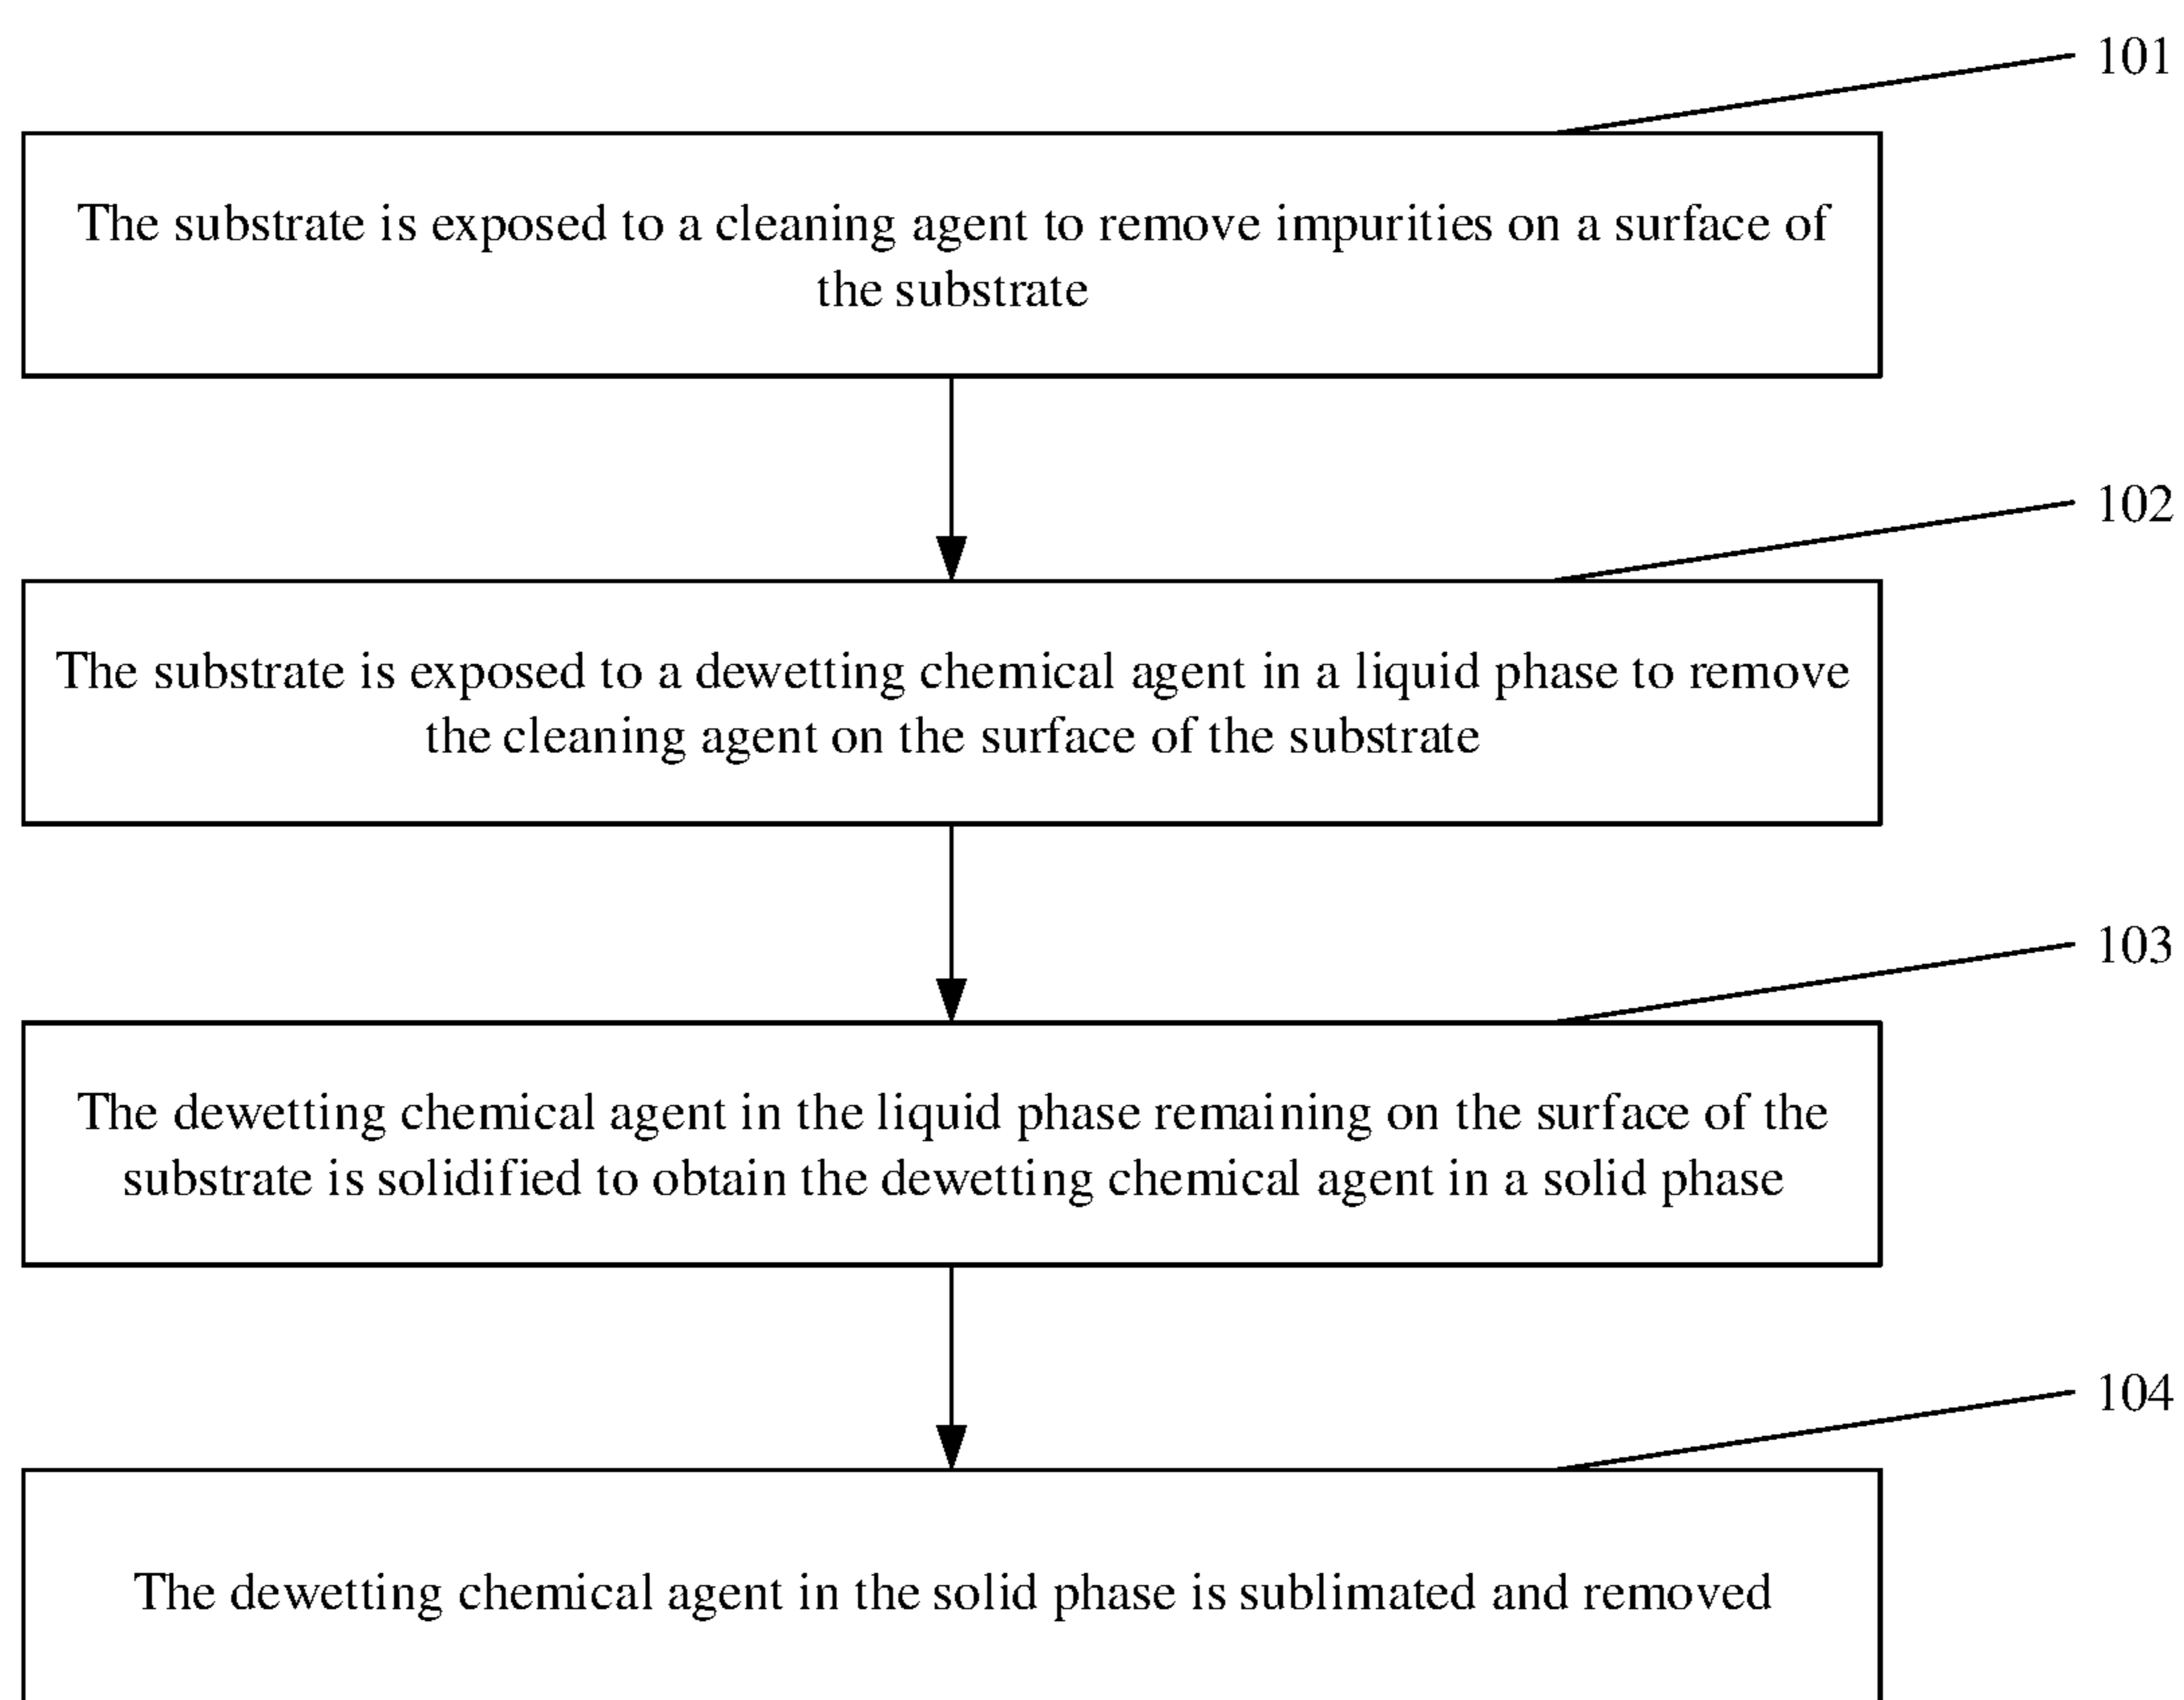 101
The substrate is exposed to a cleaning agent to remove impurities on a surface of
the substrate
102
The substrate is exposed to a dewetting chemical agent in a liquid phase to remove
the cleaning agent on the surface of the substrate
103
The dewetting chemical agent in the liquid phase remaining on the surface of the
substrate is solidified to obtain the dewetting chemical agent in a solid phase
104
The dewetting chemical agent in the solid phase is sublimated and removed